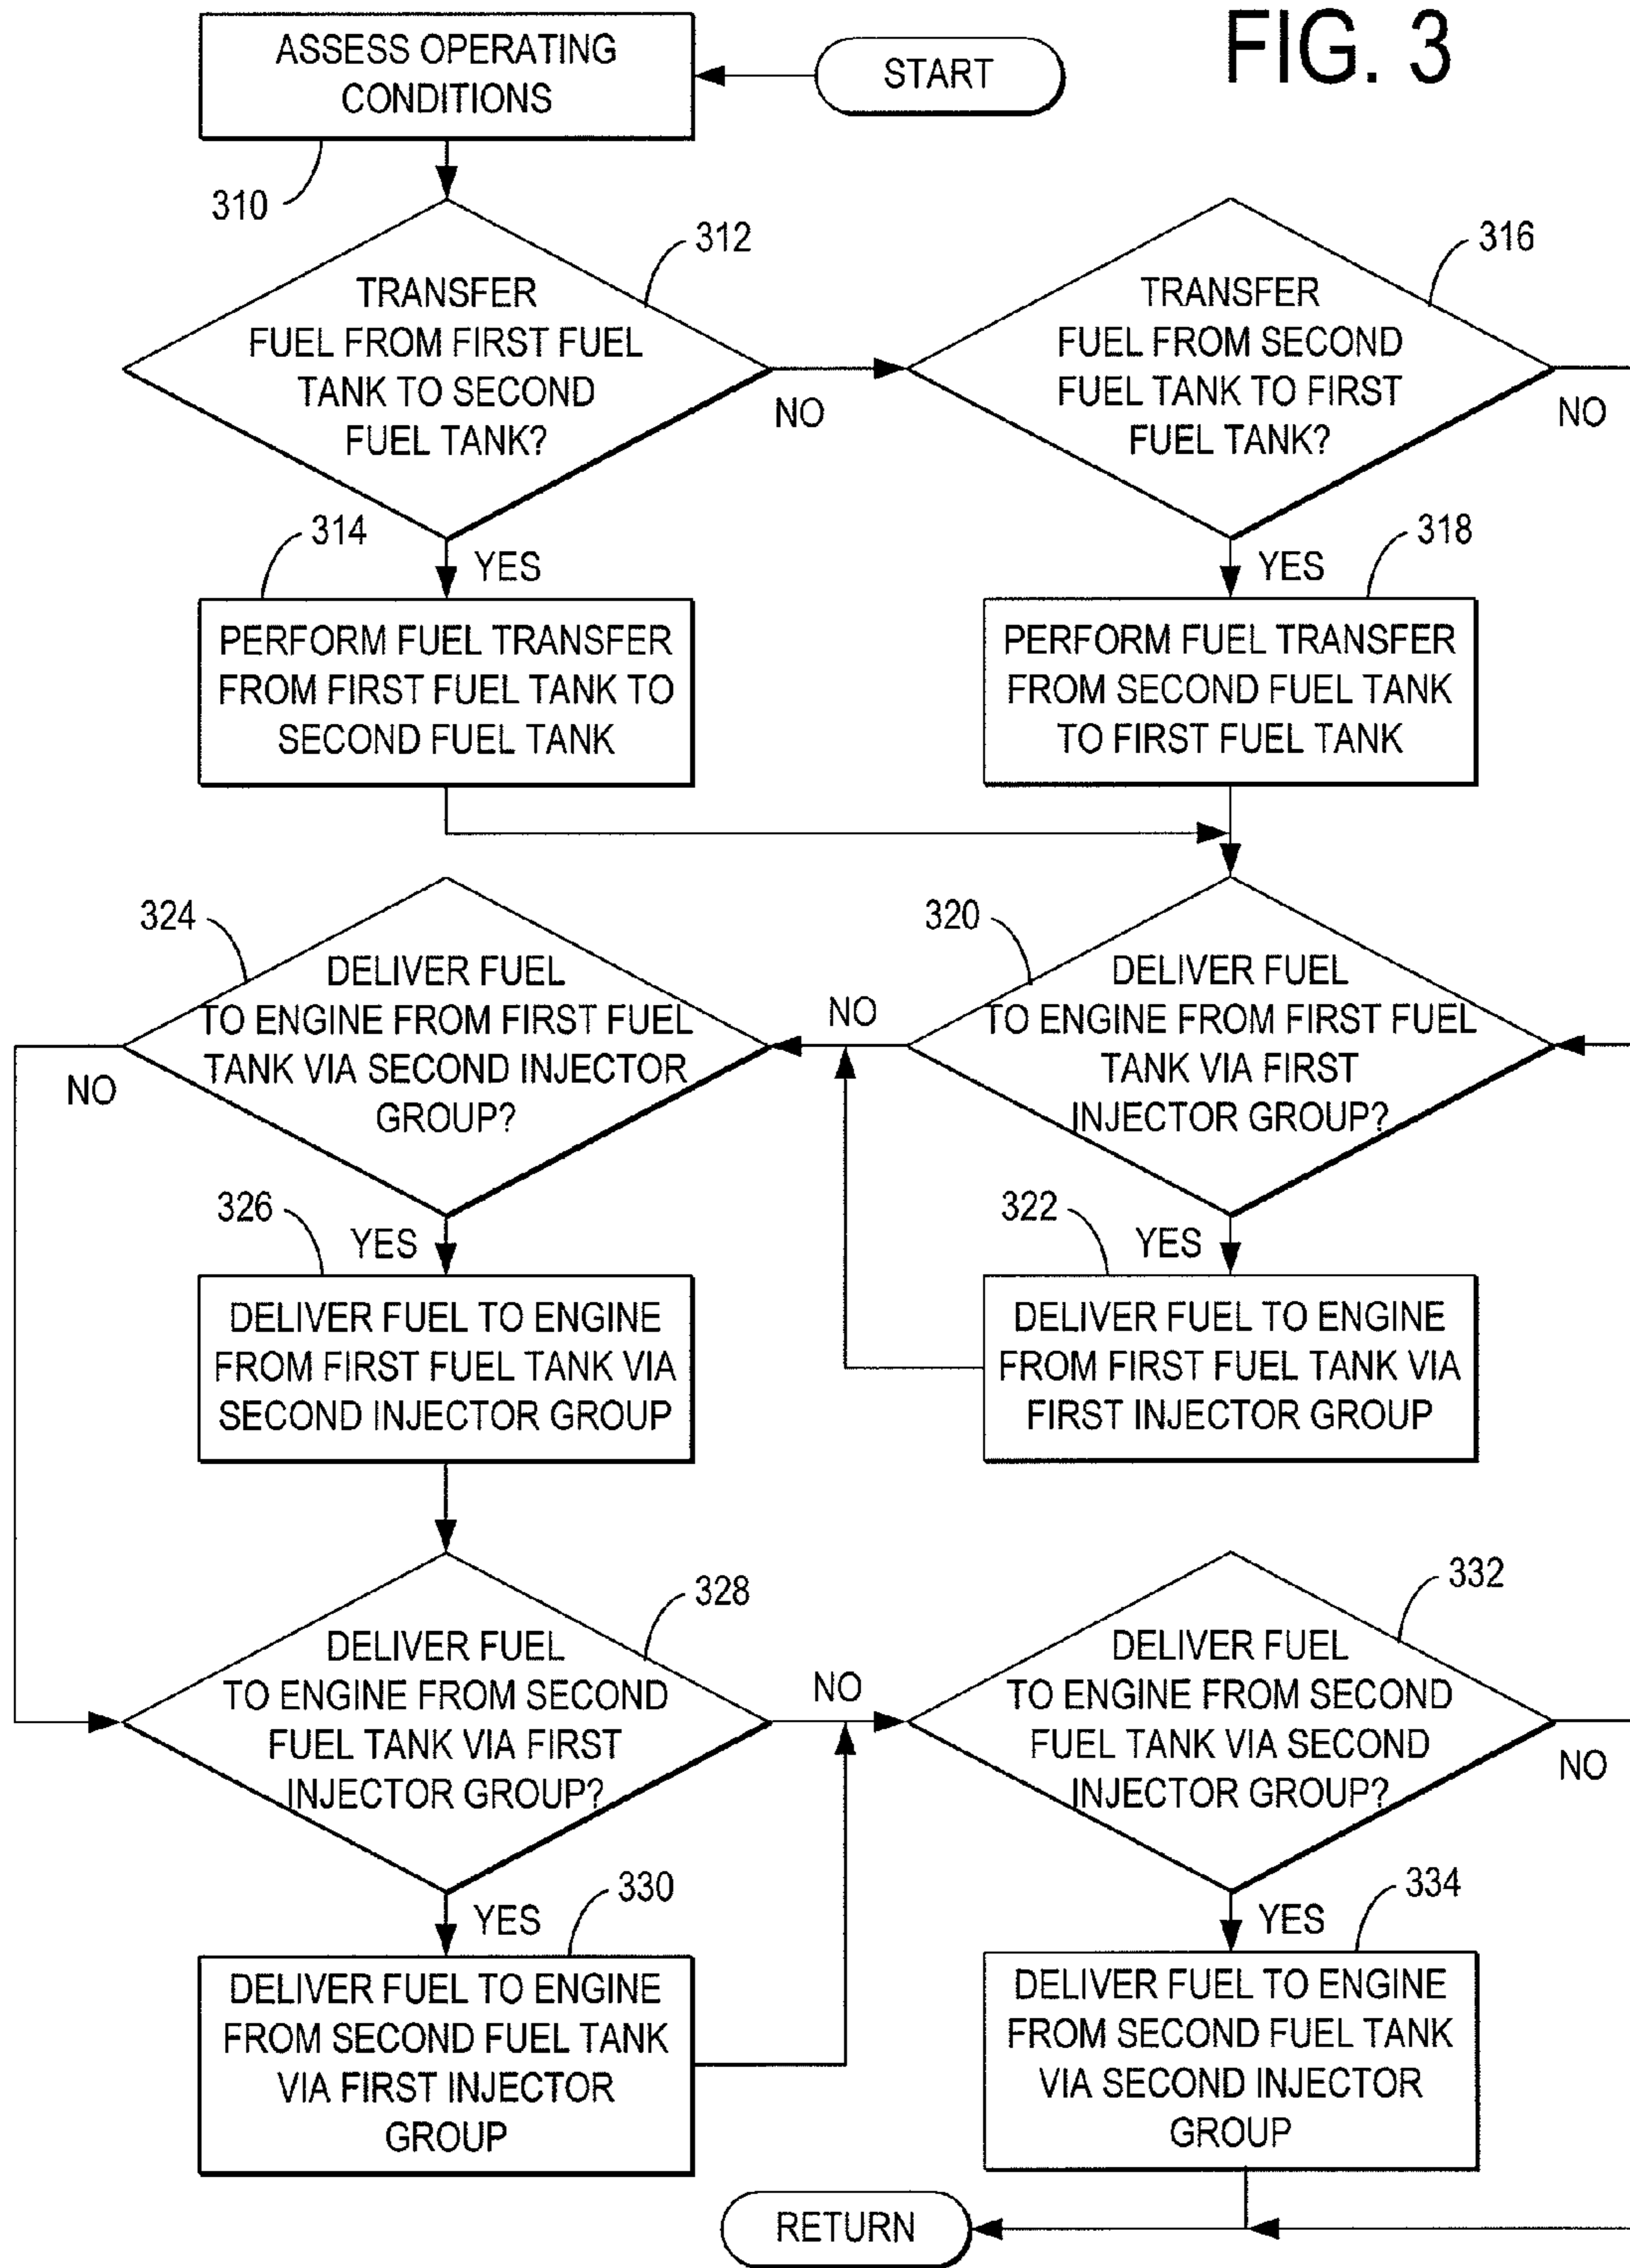 FIG. 3
START
ASSESS OPERATING
CONDITIONS
310
312
TRANSFER
FUEL FROM FIRST FUEL
TANK TO SECOND
FUEL TANK?
NO
316
TRANSFER
FUEL FROM SECOND
FUEL TANK TO FIRST
FUEL TANK?
NO
314
YES
PERFORM FUEL TRANSFER
FROM FIRST FUEL TANK TO
SECOND FUEL TANK
318
YES
PERFORM FUEL TRANSFER
FROM SECOND FUEL TANK
TO FIRST FUEL TANK
324
DELIVER FUEL
TO ENGINE FROM FIRST FUEL
TANK VIA SECOND INJECTOR
GROUP?
NO
320
DELIVER FUEL
TO ENGINE FROM FIRST FUEL
TANK VIA FIRST
INJECTOR GROUP?
NO
326
YES
DELIVER FUEL TO ENGINE
FROM FIRST FUEL TANK VIA
SECOND INJECTOR GROUP
322
YES
DELIVER FUEL TO ENGINE
FROM FIRST FUEL TANK VIA
FIRST INJECTOR GROUP
328
DELIVER FUEL
TO ENGINE FROM SECOND
FUEL TANK VIA FIRST
INJECTOR GROUP?
NO
332
DELIVER FUEL
TO ENGINE FROM SECOND
FUEL TANK VIA SECOND
INJECTOR GROUP?
NO
330
YES
DELIVER FUEL TO ENGINE
FROM SECOND FUEL TANK
VIA FIRST INJECTOR
GROUP
334
YES
DELIVER FUEL TO ENGINE
FROM SECOND FUEL TANK
VIA SECOND INJECTOR
GROUP
RETURN